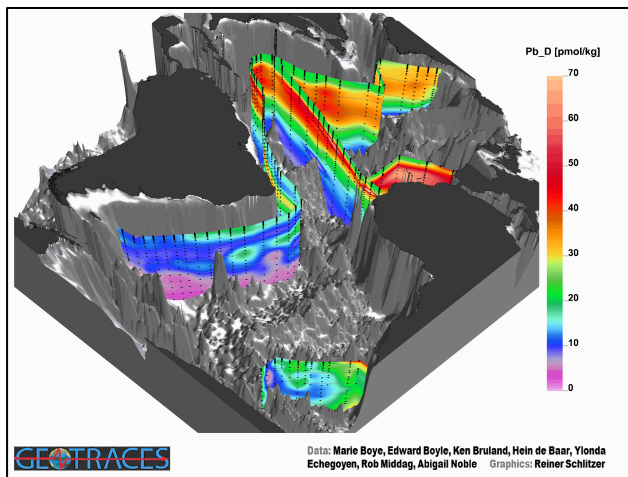 Pb_D [pmol/kg]
70
60
50
40
30
20
10
0
GEOTRACES
Data: Marie Boye, Edward Boyle, Ken Bruland, Hein de Baar, Ylonda
Echegoyen, Rob Middag, Abigail Noble Graphics: Reiner Schlitzer